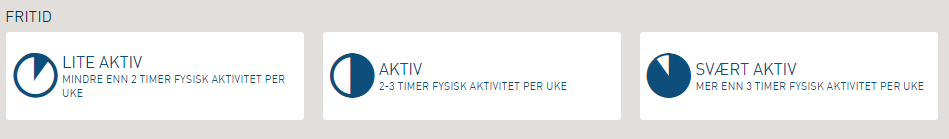 FRITID
LITE AKTIV
MINDRE ENN 2 TIMER FYSISK AKTIVITET PER
UKE
AKTIV
2-3 TIMER FYSISK AKTIVITET PER UKE
SVÆRT AKTIV
MER ENN 3 TIMER FYSISK AKTIVITET PER UKE